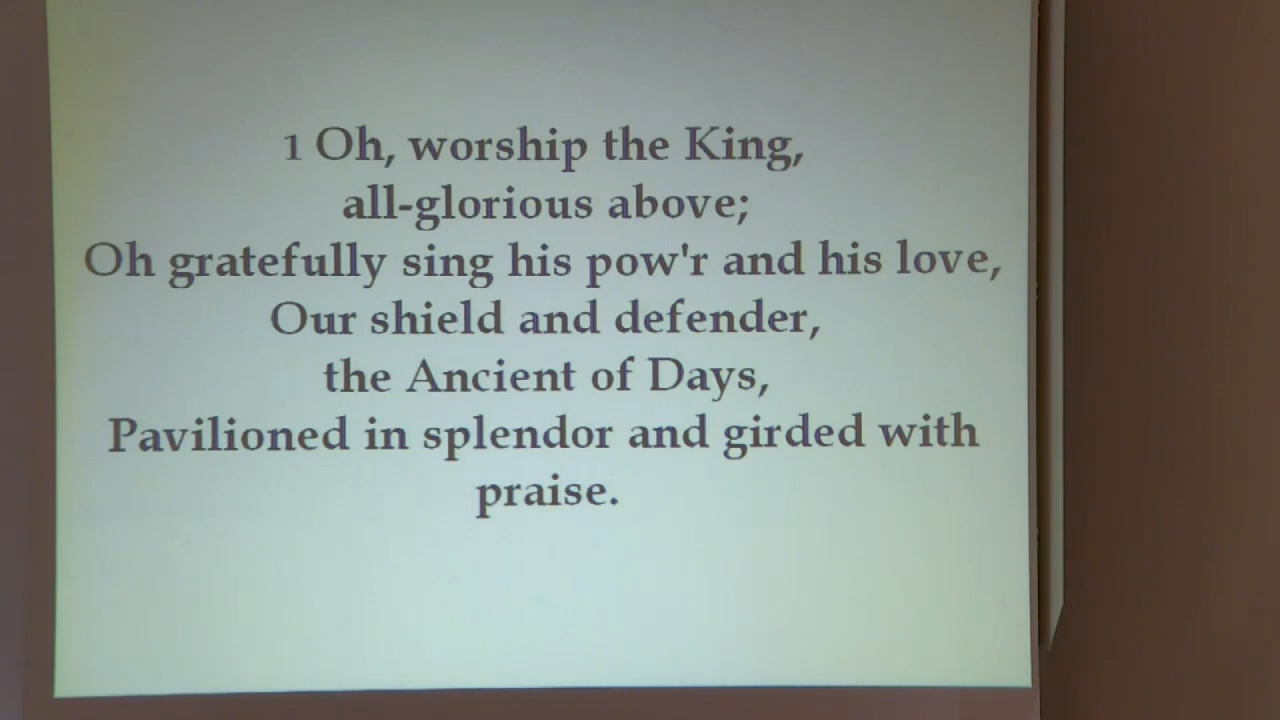 1 Oh, worship the King,
all-glorious above;
Oh gratefully sing his pow'r and his love,
Our shield and defender,
the Ancient of Days,
Pavilioned in splendor and girded with
praise.